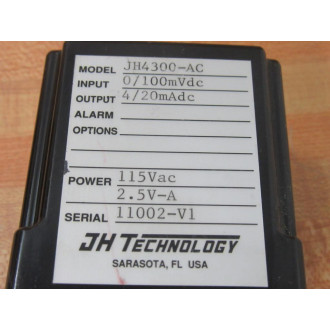 MODEL JH4300-AC
INPUT 0/100mVdc
OUTPUT 4/20mAdc
ALARM
OPTIONS
POWER 115Vac
2.5V-A
SERIAL 11002-V1
JH TECHNOLOGY
SARASOTA, FL USA